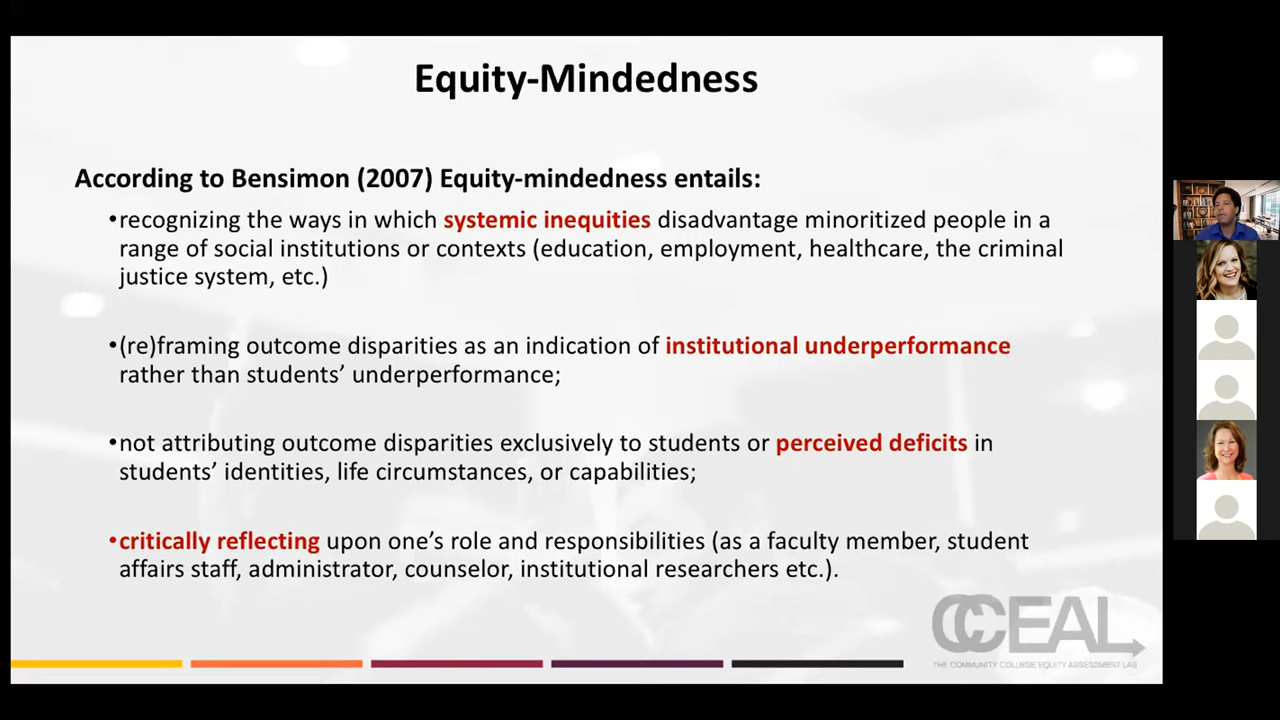 Equity-Mindedness
According to Bensimon (2007) Equity-mindedness entails:
•recognizing the ways in which systemic inequities disadvantage minoritized people in a
range of social institutions or contexts (education, employment, healthcare, the criminal
justice system, etc.)
•(re)framing outcome disparities as an indication of institutional underperformance
rather than students’ underperformance;
•not attributing outcome disparities exclusively to students or perceived deficits in
students’ identities, life circumstances, or capabilities;
•critically reflecting upon one’s role and responsibilities (as a faculty member, student
affairs staff, administrator, counselor, institutional researchers etc.).
CCEAL
THE COMMUNITY COLLEGE EQUITY ASSESSMENT LAB